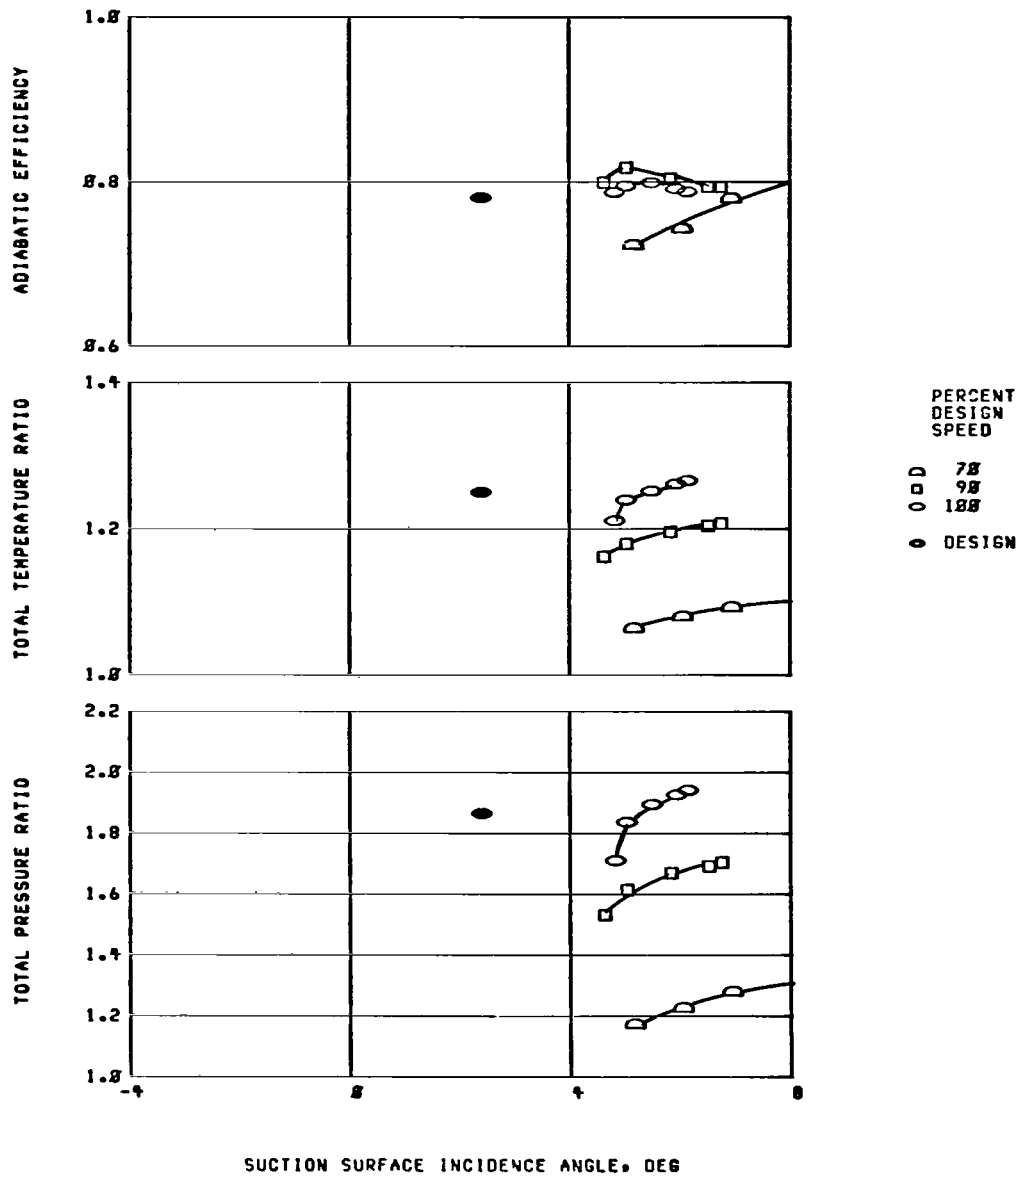 1.0
ADIABATIC EFFICIENCY
0.8
0.6
1.4
TOTAL TEMPERATURE RATIO
1.2
1.0
2.2
2.0
TOTAL PRESSURE RATIO
1.8
1.6
1.4
1.2
1.0
-4 0 4 8
SUCTION SURFACE INCIDENCE ANGLE, DEG
PERCENT
DESIGN
SPEED
70
90
100
DESIGN